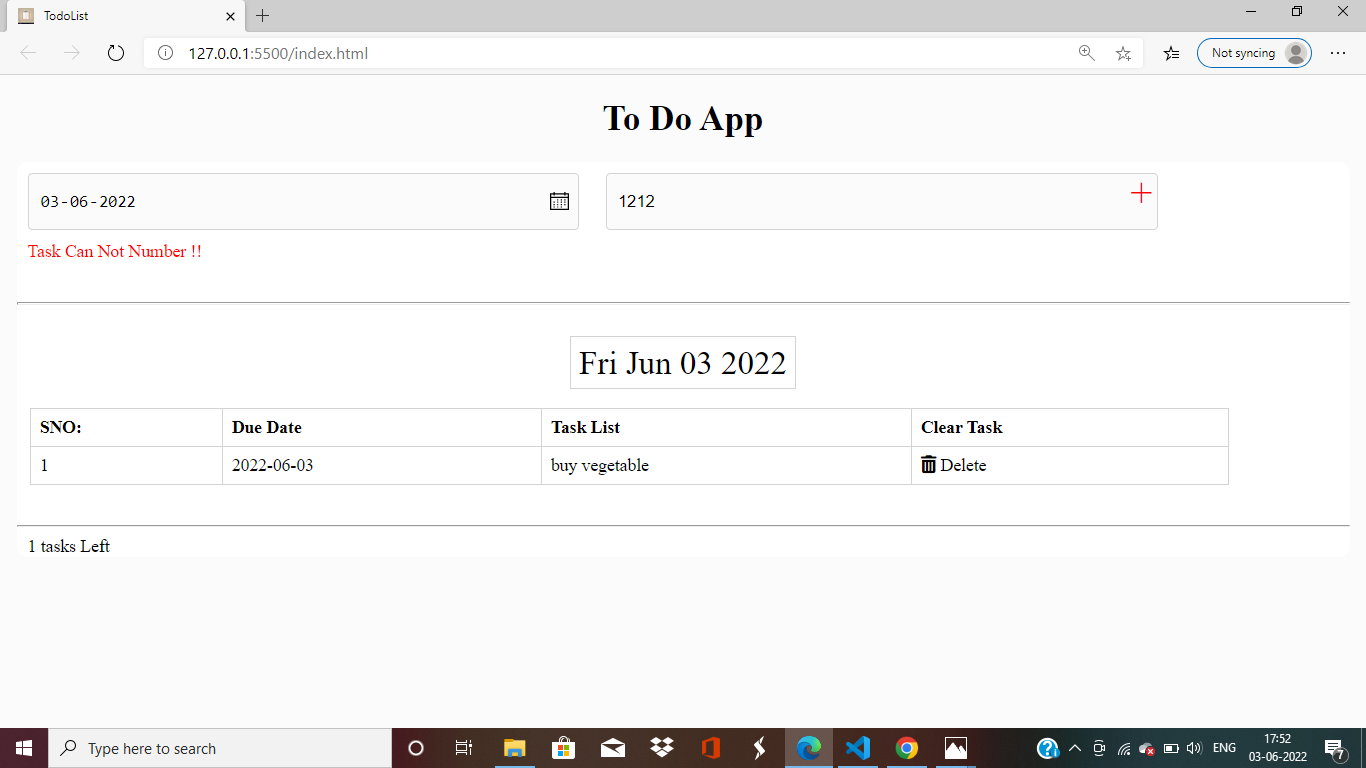 TodoList
127.0.0.1:5500/index.html
Not syncing
To Do App
03-06-2022
1212
Task Can Not Number !!
Fri Jun 03 2022
SNO: Due Date Task List Clear Task
1 2022-06-03 buy vegetable Delete
1 tasks Left
Type here to search
ENG
17:52
03-06-2022
7